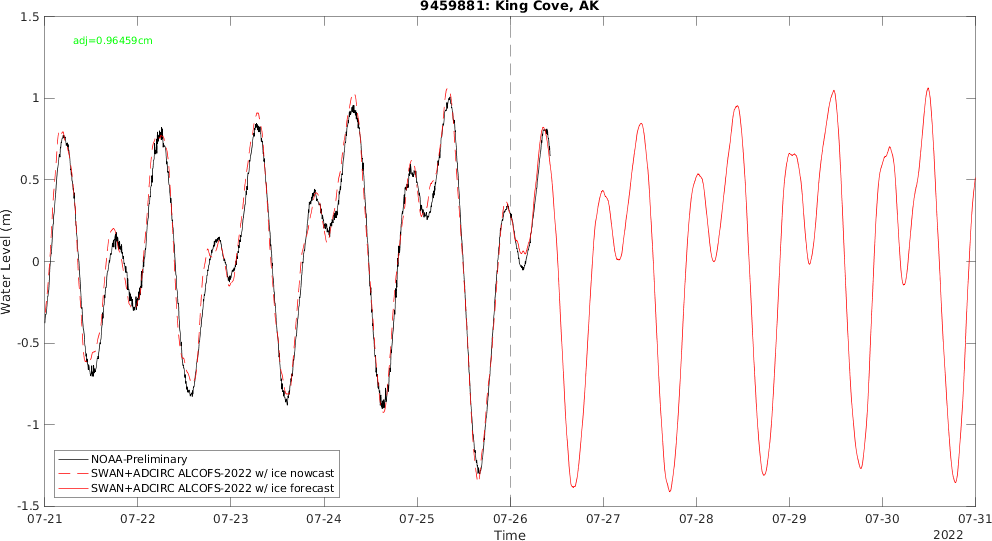 9459881: King Cove, AK
adj=0.96459cm
Water Level (m)
1.5
1
0.5
0
-0.5
-1
-1.5
NOAA-Preliminary
SWAN+ADCIRC ALCOFS-2022 w/ ice nowcast
SWAN+ADCIRC ALCOFS-2022 w/ ice forecast
07-21 07-22 07-23 07-24 07-25 07-26 07-27 07-28 07-29 07-30 07-31
Time
2022